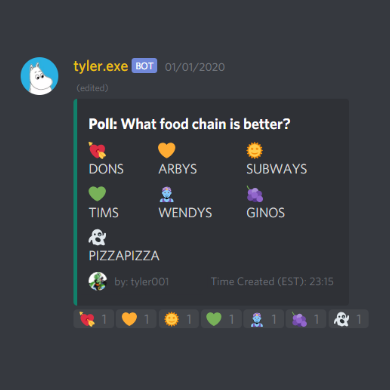 tyler.exe BOT 01/01/2020
(edited)
Poll: What food chain is better?
DONS ARBYS SUBWAYS
TIMS WENDYS GINOS
PIZZAPIZZA
by: tyler001 Time Created (EST): 23:15
1 1 1 1 1 1 1